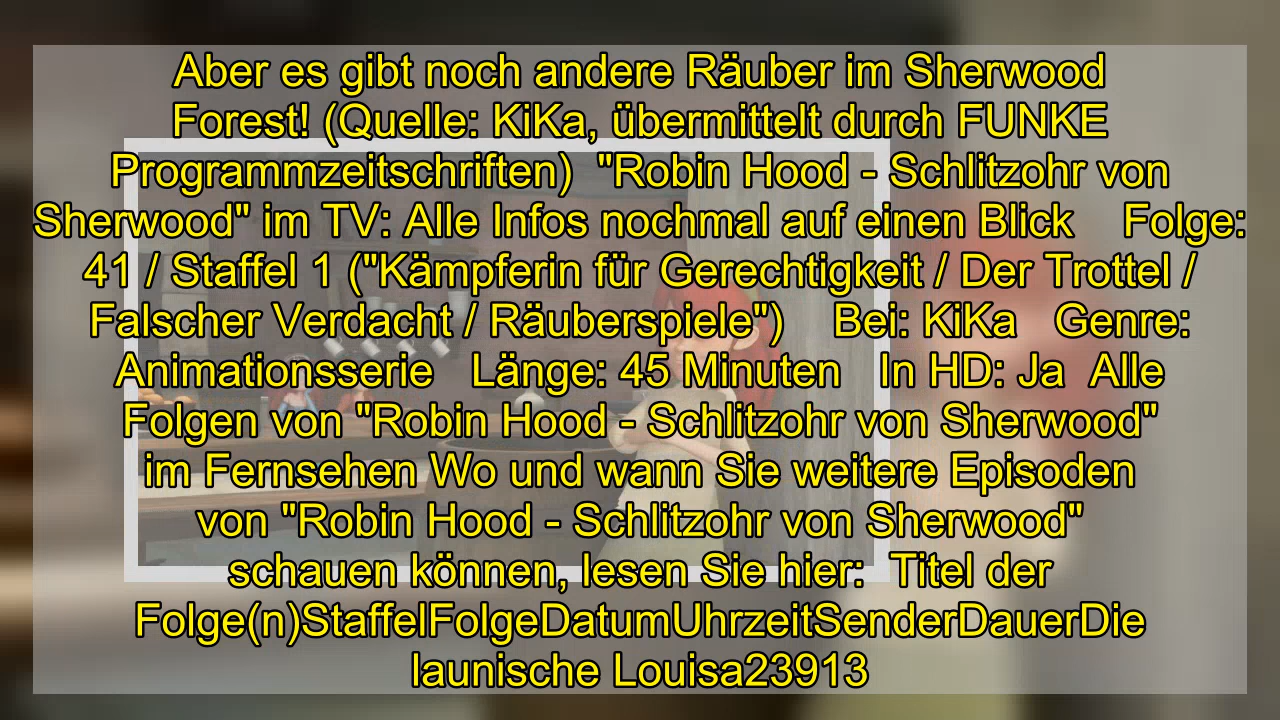 Aber es gibt noch andere Räuber im Sherwood
Forest! (Quelle: KiKa, übermittelt durch FUNKE
Programmzeitschriften)  "Robin Hood - Schlitzohr von
Sherwood" im TV: Alle Infos nochmal auf einen Blick    Folge:
41 / Staffel 1 ("Kämpferin für Gerechtigkeit / Der Trottel /
Falscher Verdacht / Räuberspiele")    Bei: KiKa   Genre:
Animationsserie   Länge: 45 Minuten   In HD: Ja  Alle
Folgen von "Robin Hood - Schlitzohr von Sherwood"
im Fernsehen Wo und wann Sie weitere Episoden
von "Robin Hood - Schlitzohr von Sherwood"
schauen können, lesen Sie hier:  Titel der
Folge(n)StaffelFolgeDatumUhrzeitSenderDauerDie
launische Louisa23913